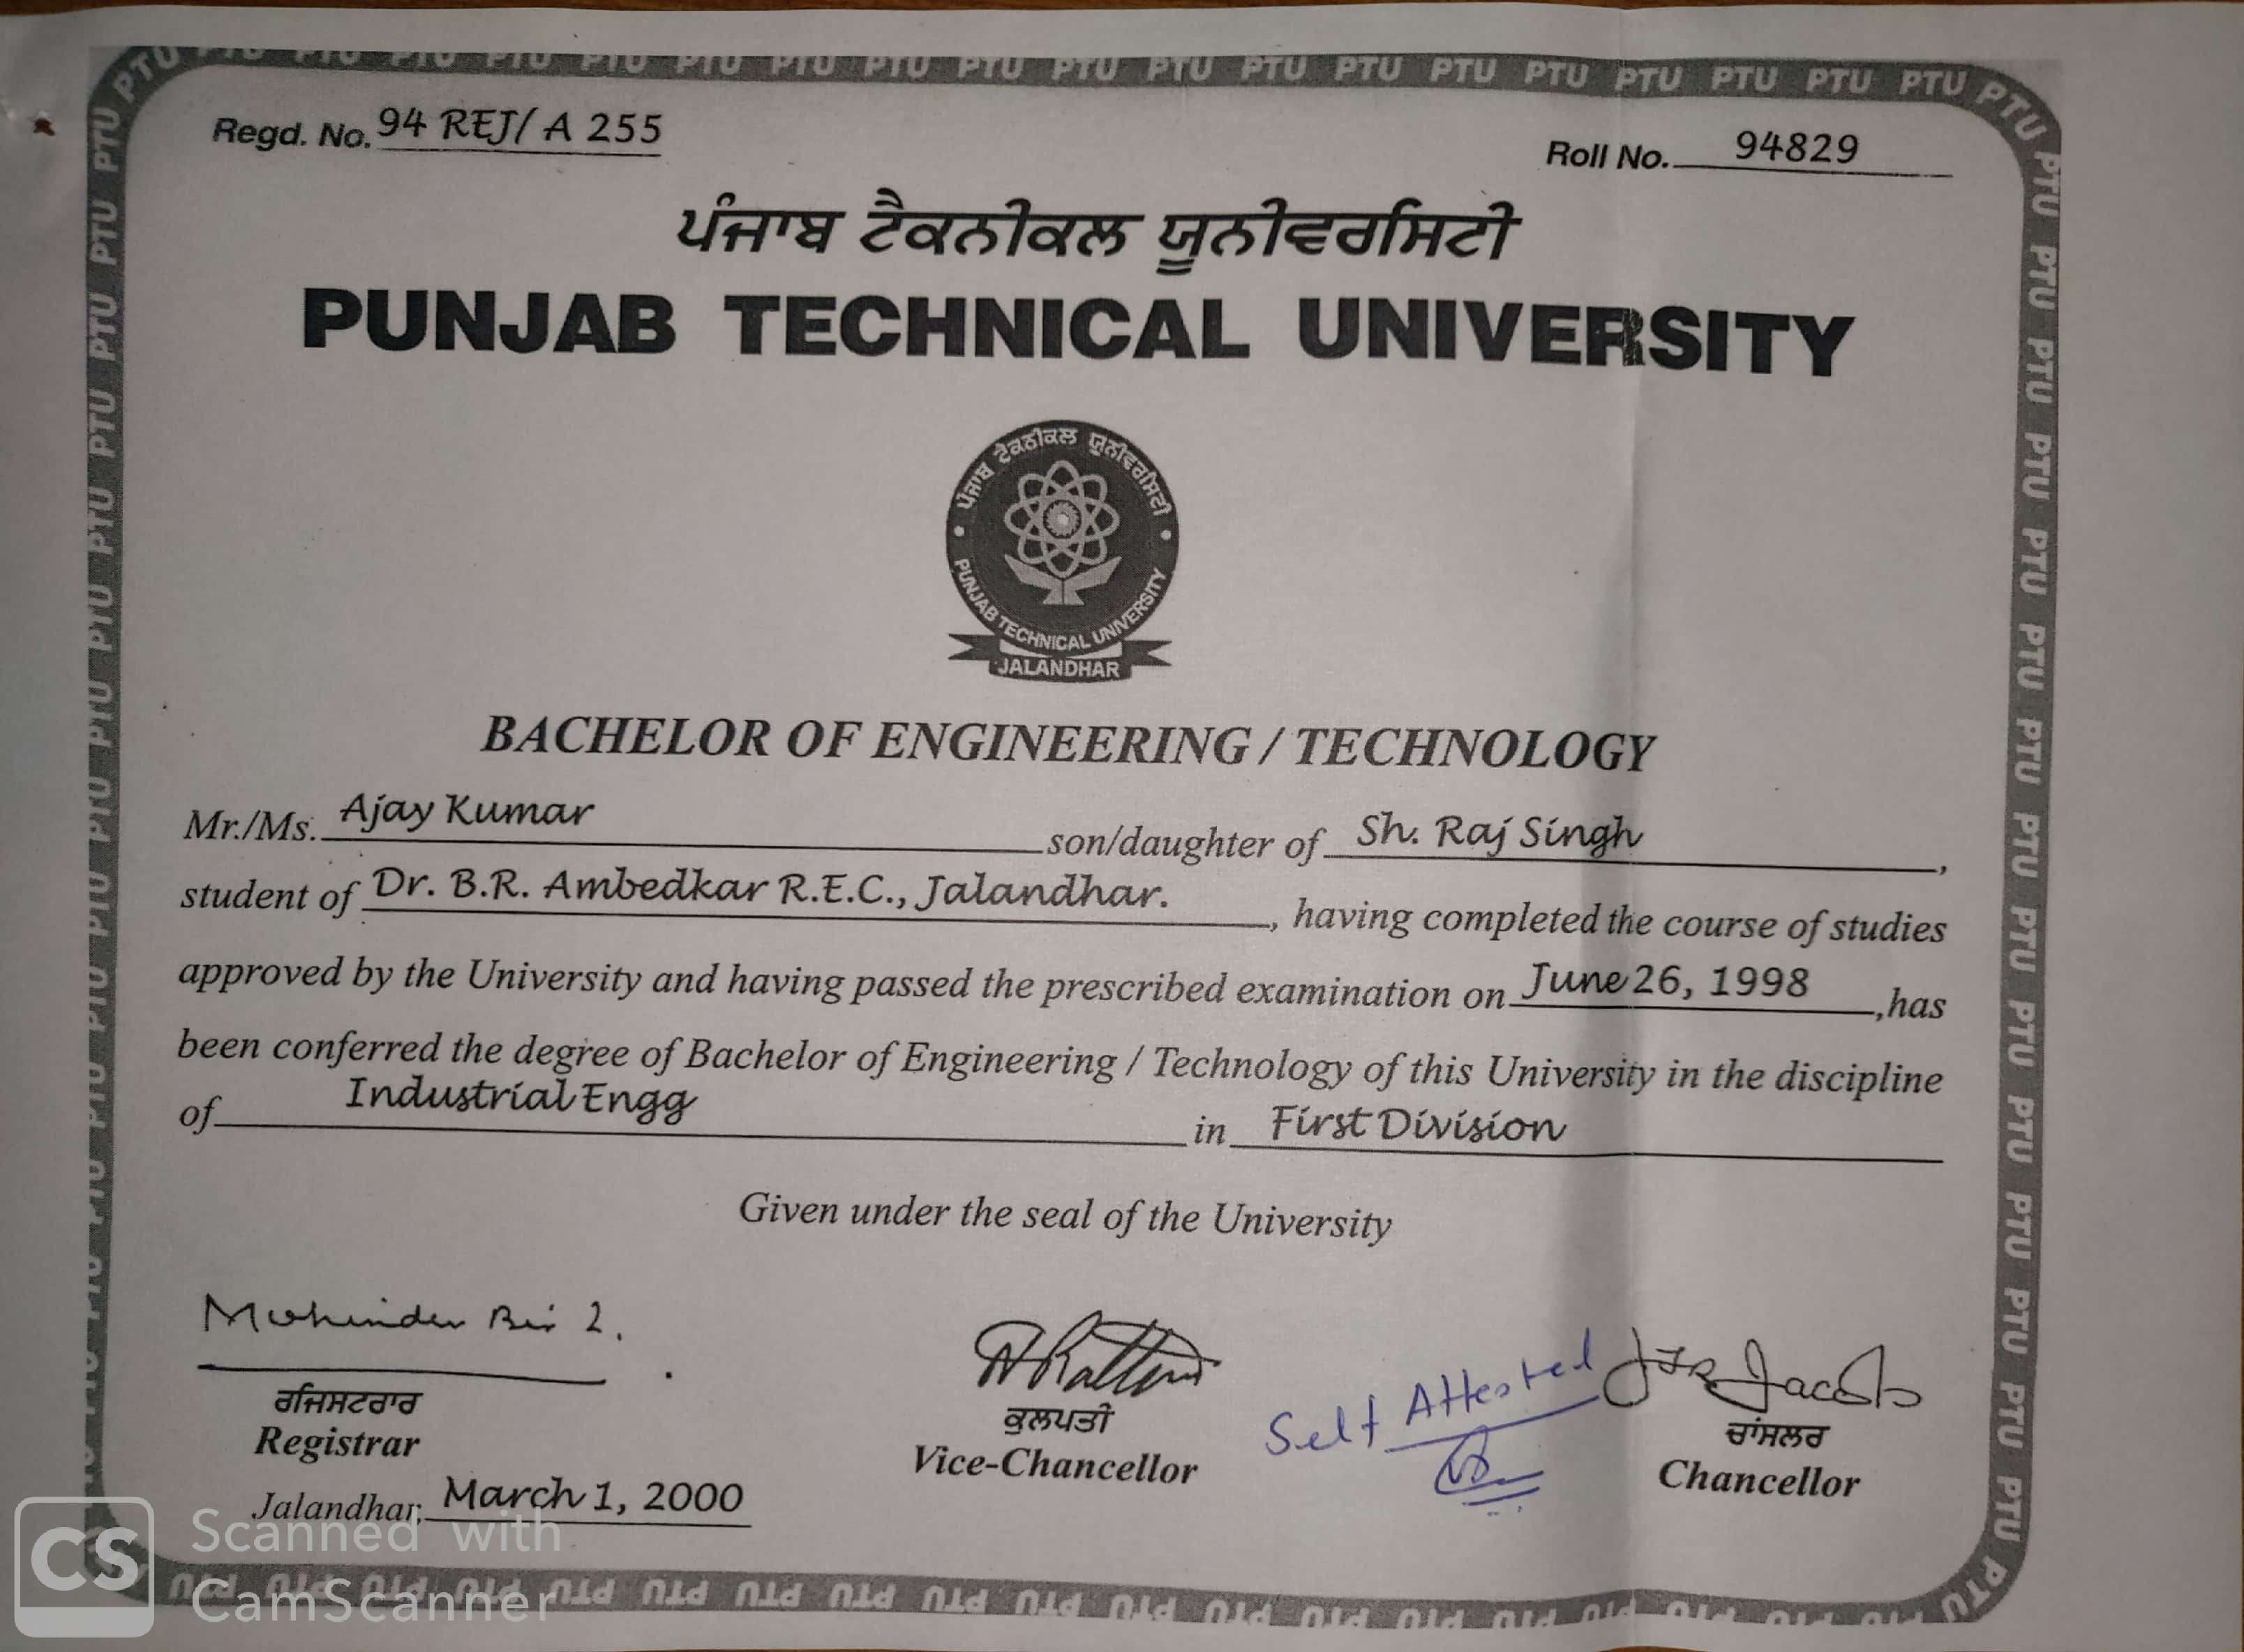 Regd. No. 94 REJ/ A 255
Roll No. 94829
ਪੰਜਾਬ ਟੈਕਨੀਕਲ ਯੂਨੀਵਰਸਿਟੀ
PUNJAB TECHNICAL UNIVERSITY
ਪੰਜਾਬ ਟੈਕਨੀਕਲ ਯੂਨੀਵਰਸਿਟੀ
PUNJAB TECHNICAL UNIVERSITY
JALANDHAR
BACHELOR OF ENGINEERING / TECHNOLOGY
Mr./Ms. Ajay Kumar son/daughter of Sh. Raj Singh,
student of Dr. B.R. Ambedkar R.E.C., Jalandhar. , having completed the course of studies
approved by the University and having passed the prescribed examination on June 26, 1998 ,has
been conferred the degree of Bachelor of Engineering / Technology of this University in the discipline
of Industrial Engg in First Division
Given under the seal of the University
Mohinder Bir
ਰਜਿਸਟਰਾਰ
Registrar
Jalandhar, March 1, 2000
ਕੁਲਪਤੀ
Vice-Chancellor
Self Attested
JFR Jacob
ਚਾਂਸਲਰ
Chancellor
CS Scanned with
CamScanner